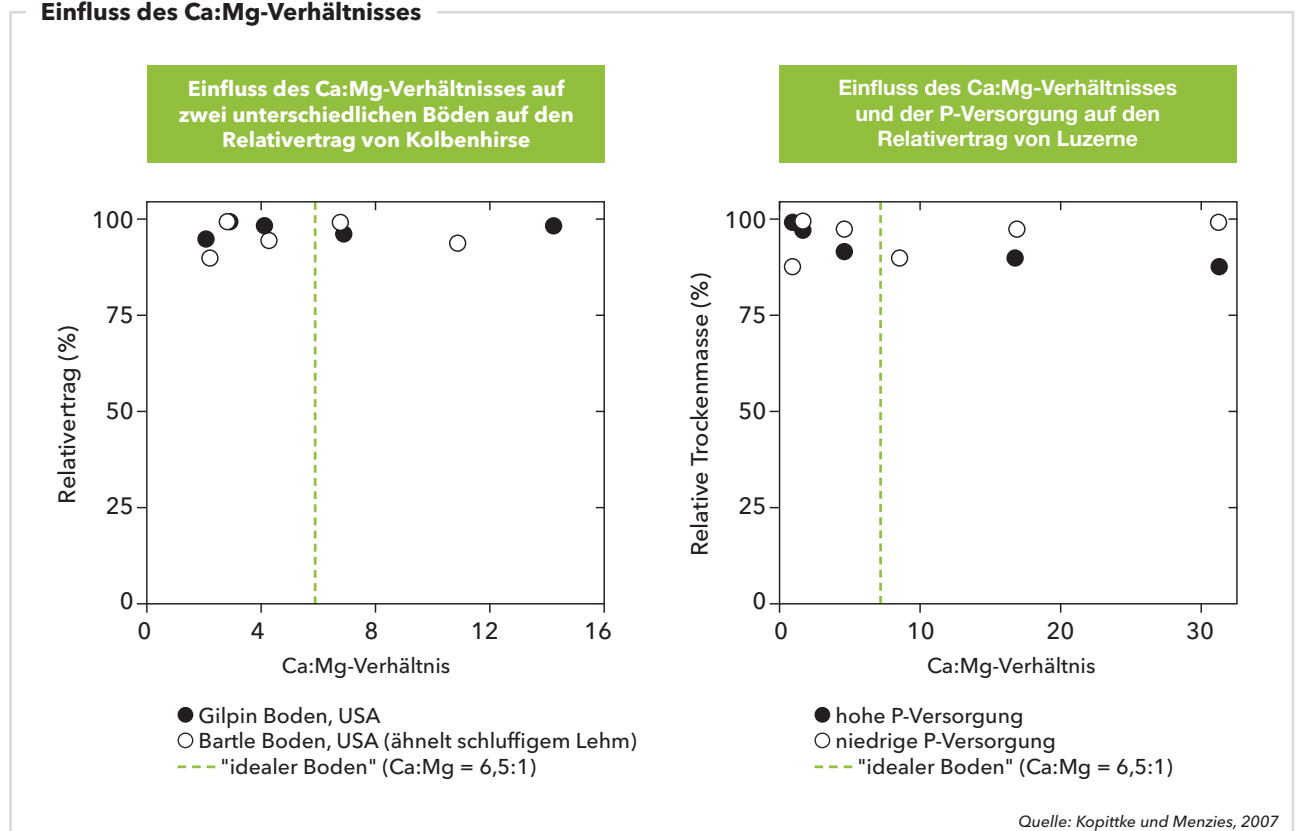 Einfluss des Ca:Mg-Verhältnisses
Einfluss des Ca:Mg-Verhältnisses auf
zwei unterschiedlichen Böden auf den
Relativertrag von Kolbenhirse
Relativertrag (%)
100
75
50
25
0
0 4 8 12 16
Ca:Mg-Verhältnis
Gilpin Boden, USA
Bartle Boden, USA (ähnelt schluffigem Lehm)
"idealer Boden" (Ca:Mg = 6,5:1)
Einfluss des Ca:Mg-Verhältnisses
und der P-Versorgung auf den
Relativertrag von Luzerne
Relative Trockenmasse (%)
100
75
50
25
0
0 10 20 30
Ca:Mg-Verhältnis
hohe P-Versorgung
niedrige P-Versorgung
"idealer Boden" (Ca:Mg = 6,5:1)
Quelle: Kopittke und Menzies, 2007